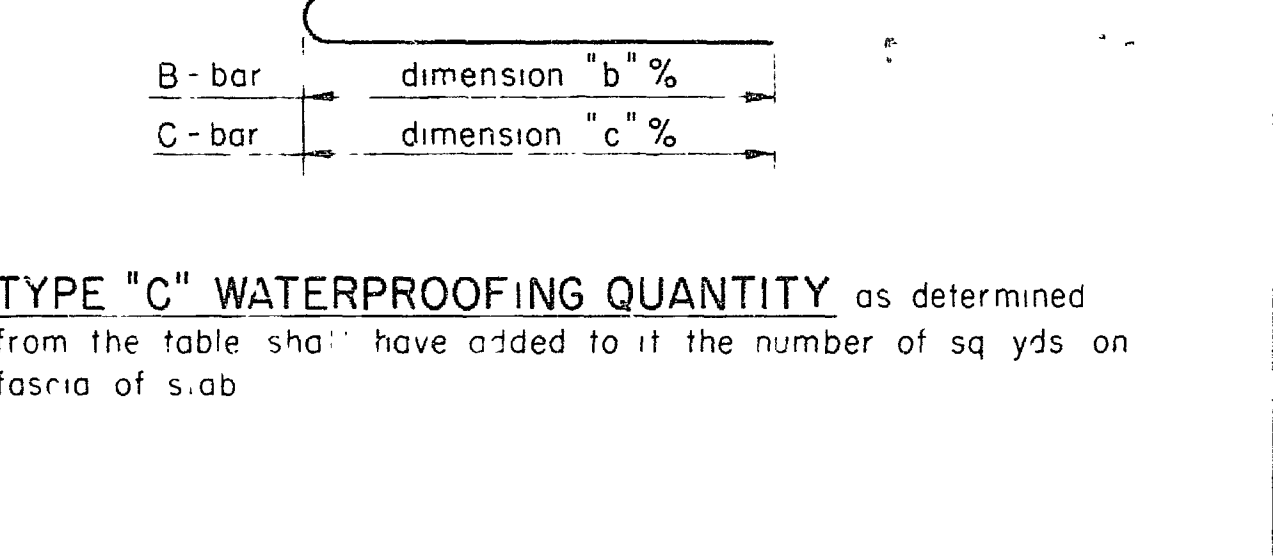 B - bar dimension "b" %
C - bar dimension "c" %
TYPE "C" WATERPROOFING QUANTITY as determined
from the table shall have added to it the number of sq yds on
fascia of slab